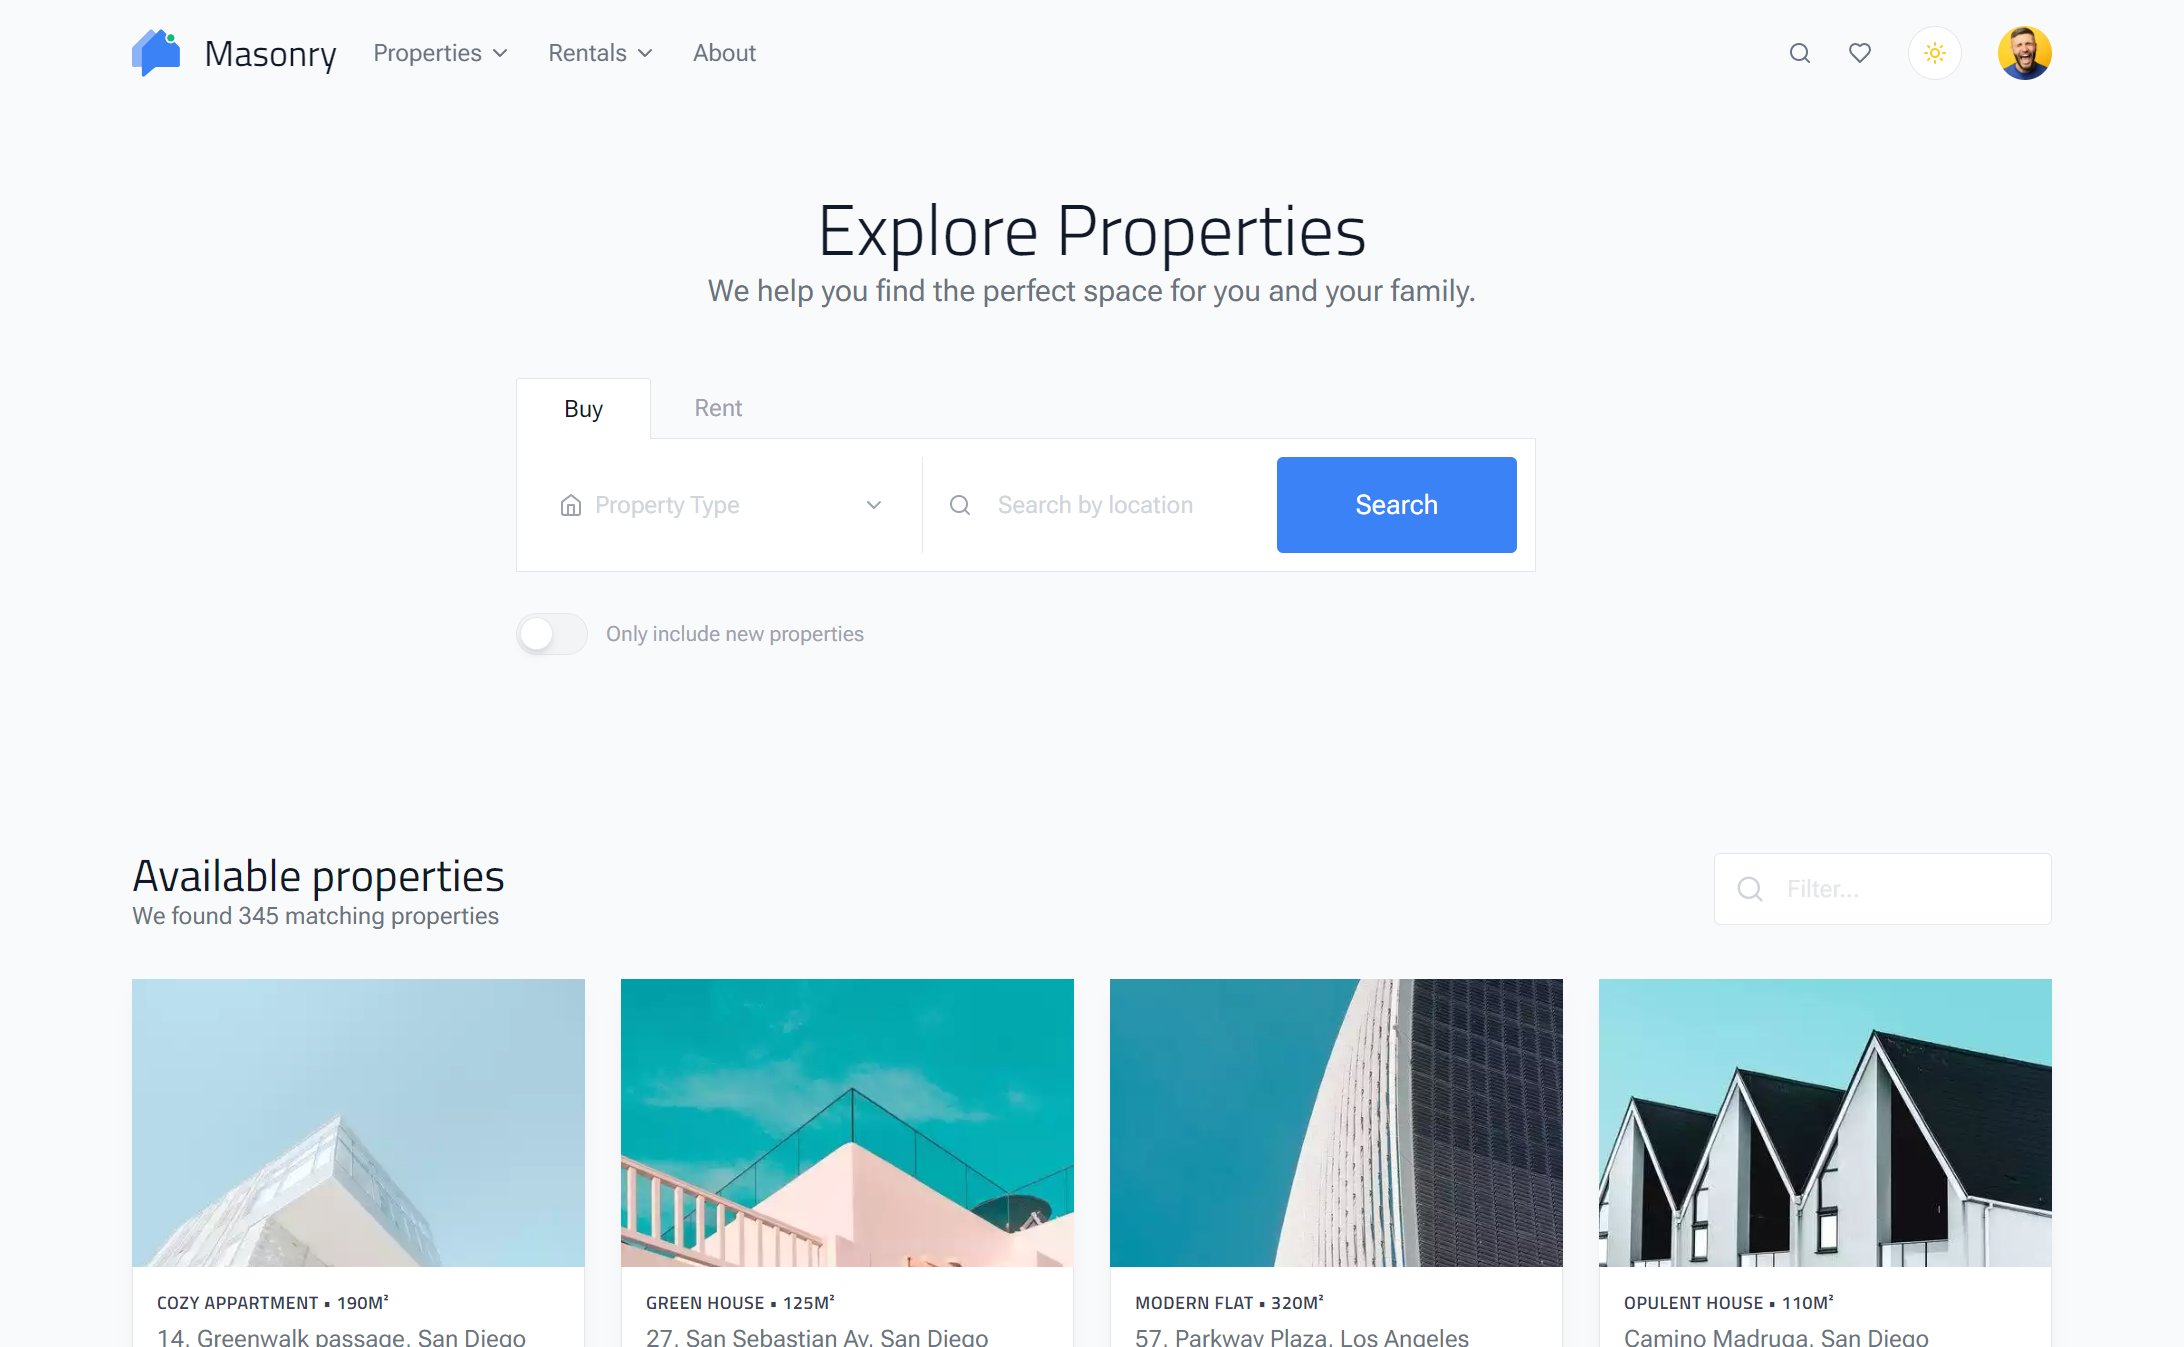 Masonry
Properties
Rentals
About
Explore Properties
We help you find the perfect space for you and your family.
Buy
Rent
Property Type
Search by location
Search
Only include new properties
Available properties
We found 345 matching properties
Filter...
COZY APPARTMENT • 190M²
14, Greenwalk passage, San Diego
GREEN HOUSE • 125M²
27, San Sebastian Av, San Diego
MODERN FLAT • 320M²
57, Parkway Plaza, Los Angeles
OPULENT HOUSE • 110M²
Camino Madruga, San Diego